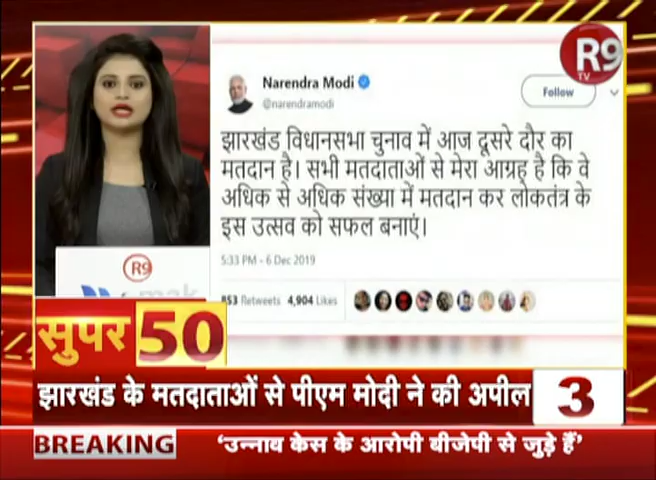 R9
TV
Narendra Modi
@narendramodi
Follow
झारखंड विधानसभा चुनाव में आज दूसरे दौर का
मतदान है। सभी मतदाताओं से मेरा आग्रह है कि वे
अधिक से अधिक संख्या में मतदान कर लोकतंत्र के
इस उत्सव को सफल बनाएं।
5:33 PM - 6 Dec 2019
853 Retweets 4,904 Likes
R9
सुपर 50
झारखंड के मतदाताओं से पीएम मोदी ने की अपील 3
BREAKING 'उन्नाव केस के आरोपी बीजेपी से जुड़े हैं'